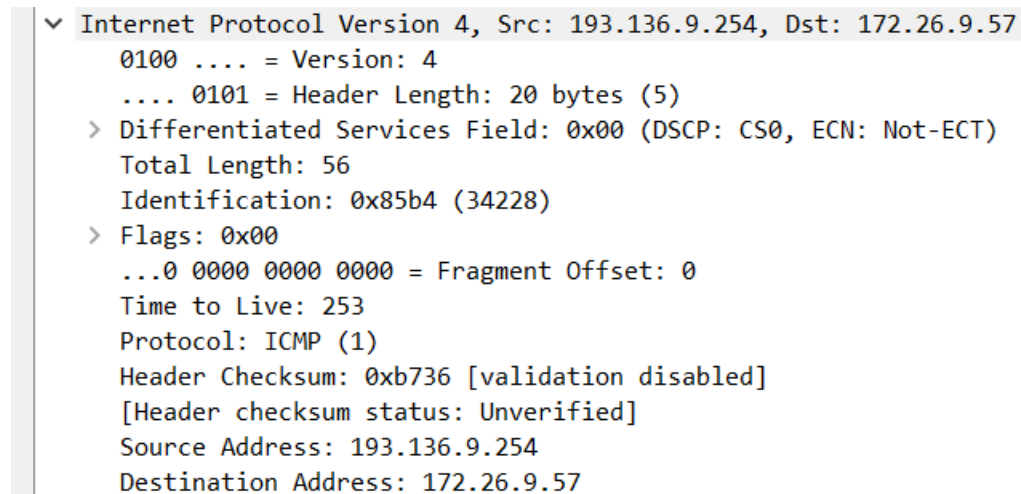 Internet Protocol Version 4, Src: 193.136.9.254, Dst: 172.26.9.57
0100 .... = Version: 4
.... 0101 = Header Length: 20 bytes (5)
Differentiated Services Field: 0x00 (DSCP: CS0, ECN: Not-ECT)
Total Length: 56
Identification: 0x85b4 (34228)
Flags: 0x00
...0 0000 0000 0000 = Fragment Offset: 0
Time to Live: 253
Protocol: ICMP (1)
Header Checksum: 0xb736 [validation disabled]
[Header checksum status: Unverified]
Source Address: 193.136.9.254
Destination Address: 172.26.9.57